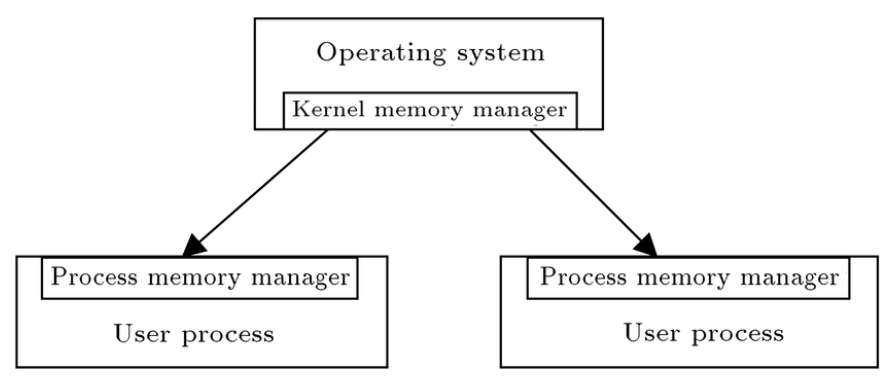 Operating system
Kernel memory manager
Process memory manager
User process
Process memory manager
User process